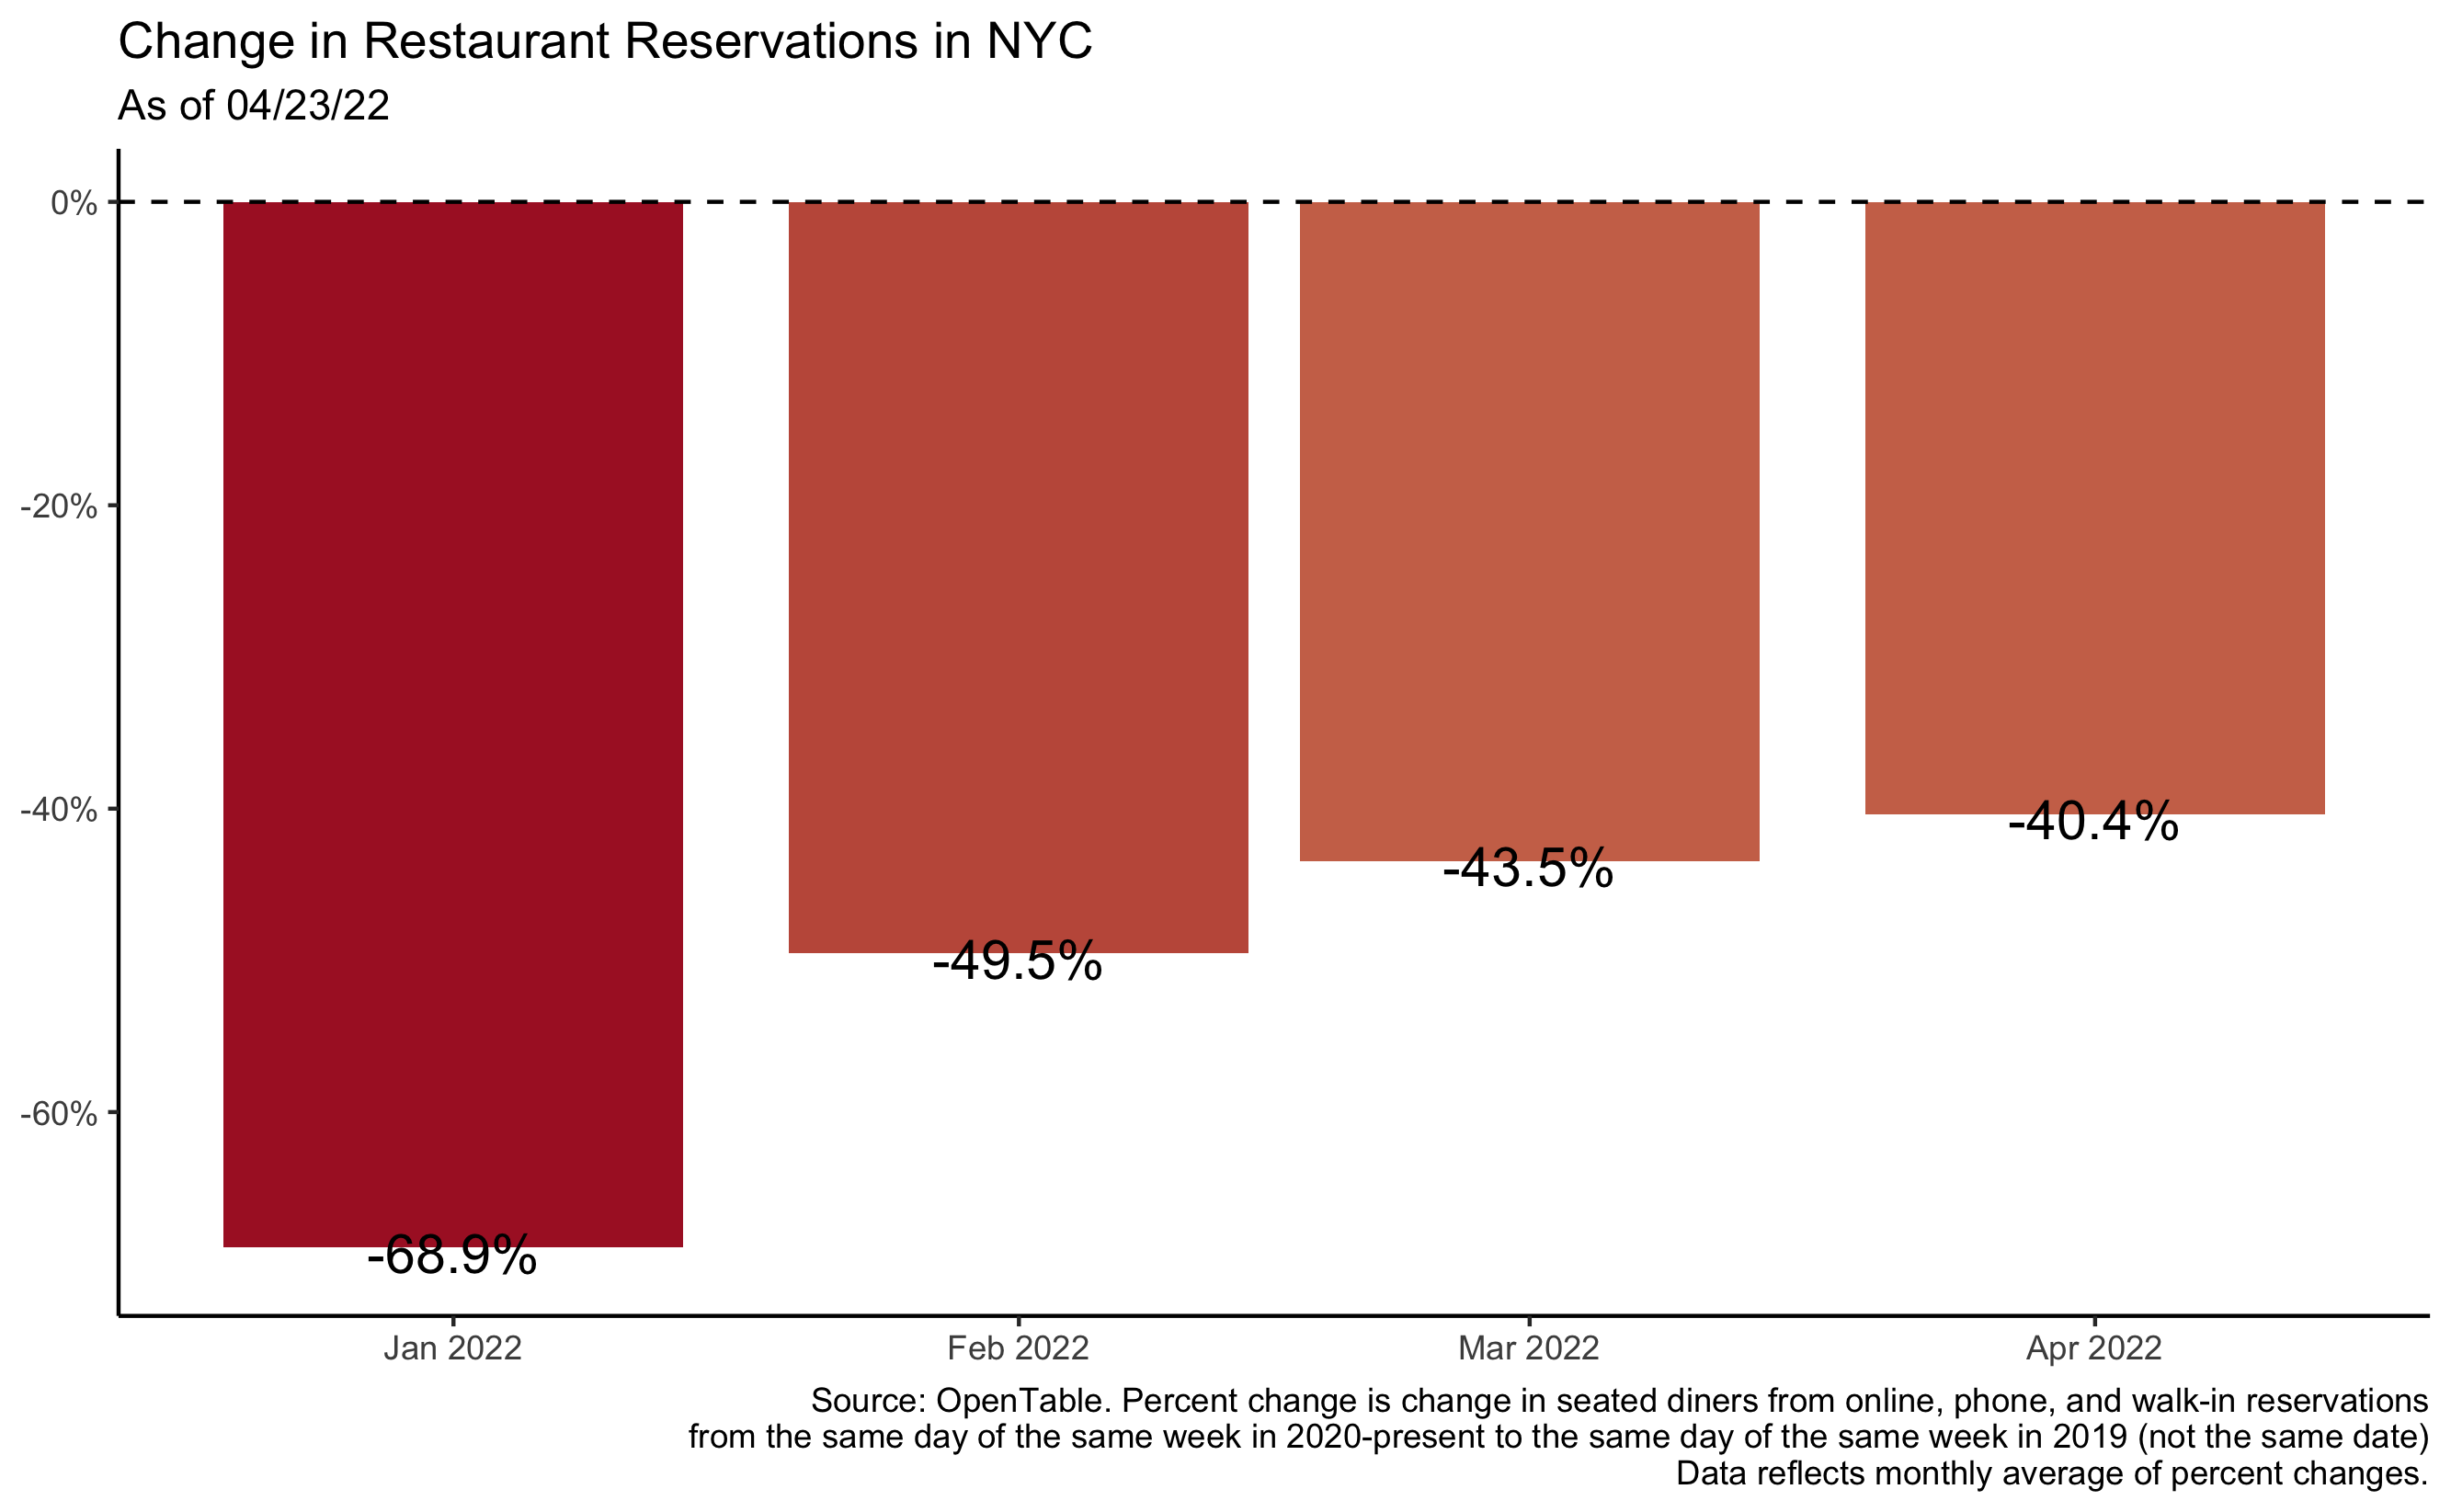 Change in Restaurant Reservations in NYC
As of 04/23/22
0%
-20%
-40%
-60%
-68.9%
-49.5%
-43.5%
-40.4%
Jan 2022
Feb 2022
Mar 2022
Apr 2022
Source: OpenTable. Percent change is change in seated diners from online, phone, and walk-in reservations
from the same day of the same week in 2020-present to the same day of the same week in 2019 (not the same date)
Data reflects monthly average of percent changes.